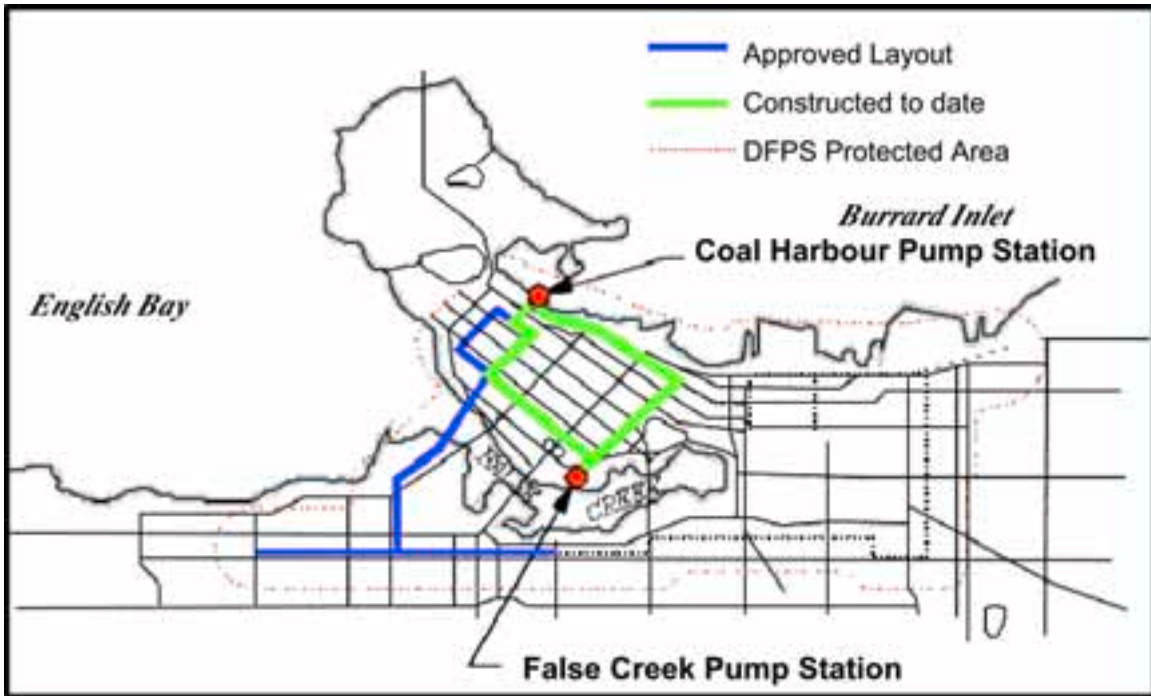 Approved Layout
Constructed to date
DFPS Protected Area
Burrard Inlet
Coal Harbour Pump Station
English Bay
CREEK
False Creek Pump Station